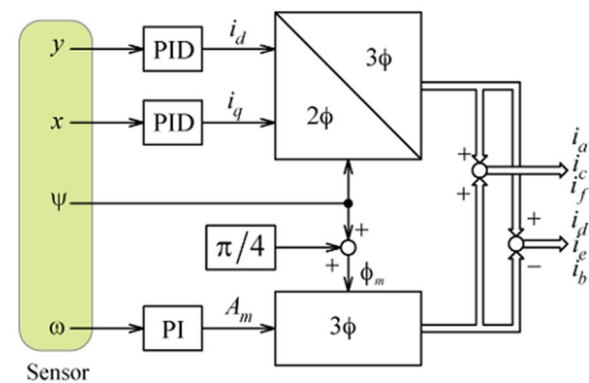 y PID i_d 3ϕ
x PID i_q 2ϕ
+ i_a
+ i_c
i_f
ψ
+ + i_d
π/4 i_e
+ ϕ_m − i_b
ω PI A_m 3ϕ
Sensor